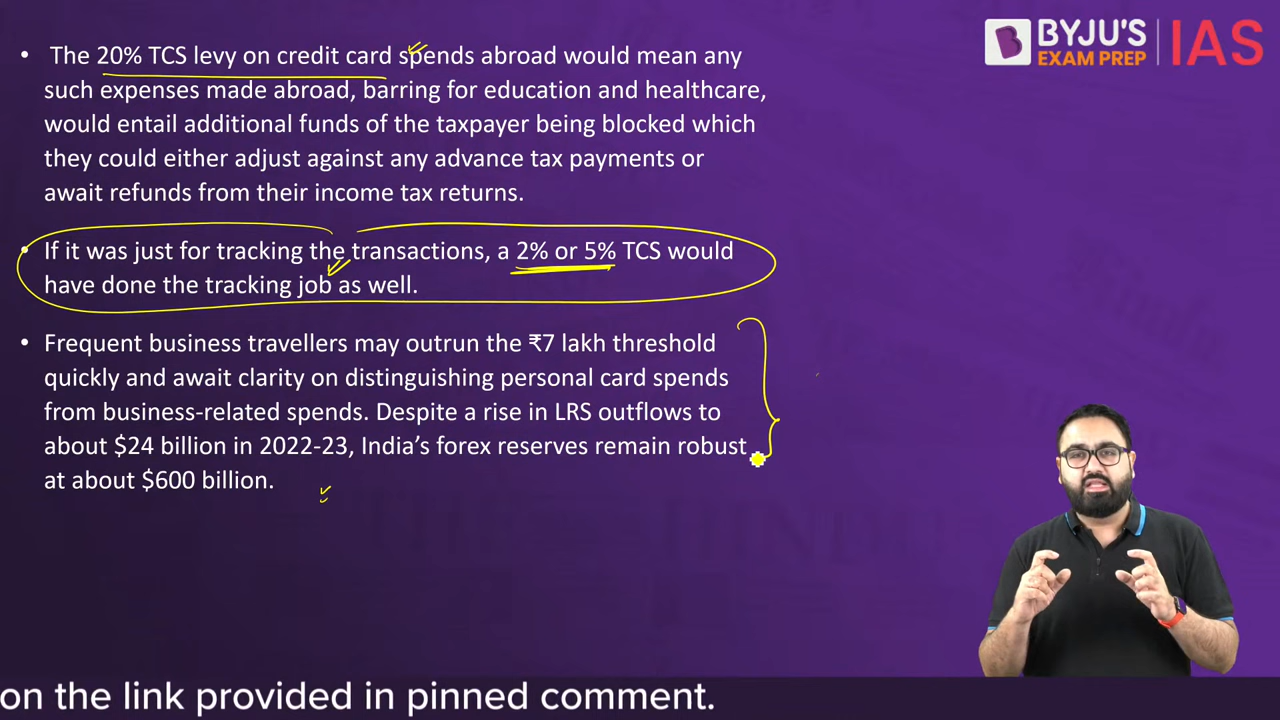 BYJU'S
EXAM PREP
IAS
• The 20% TCS levy on credit card spends abroad would mean any
such expenses made abroad, barring for education and healthcare,
would entail additional funds of the taxpayer being blocked which
they could either adjust against any advance tax payments or
await refunds from their income tax returns.
• If it was just for tracking the transactions, a 2% or 5% TCS would
have done the tracking job as well.
• Frequent business travellers may outrun the ₹7 lakh threshold
quickly and await clarity on distinguishing personal card spends
from business-related spends. Despite a rise in LRS outflows to
about $24 billion in 2022-23, India’s forex reserves remain robust
at about $600 billion.
on the link provided in pinned comment.